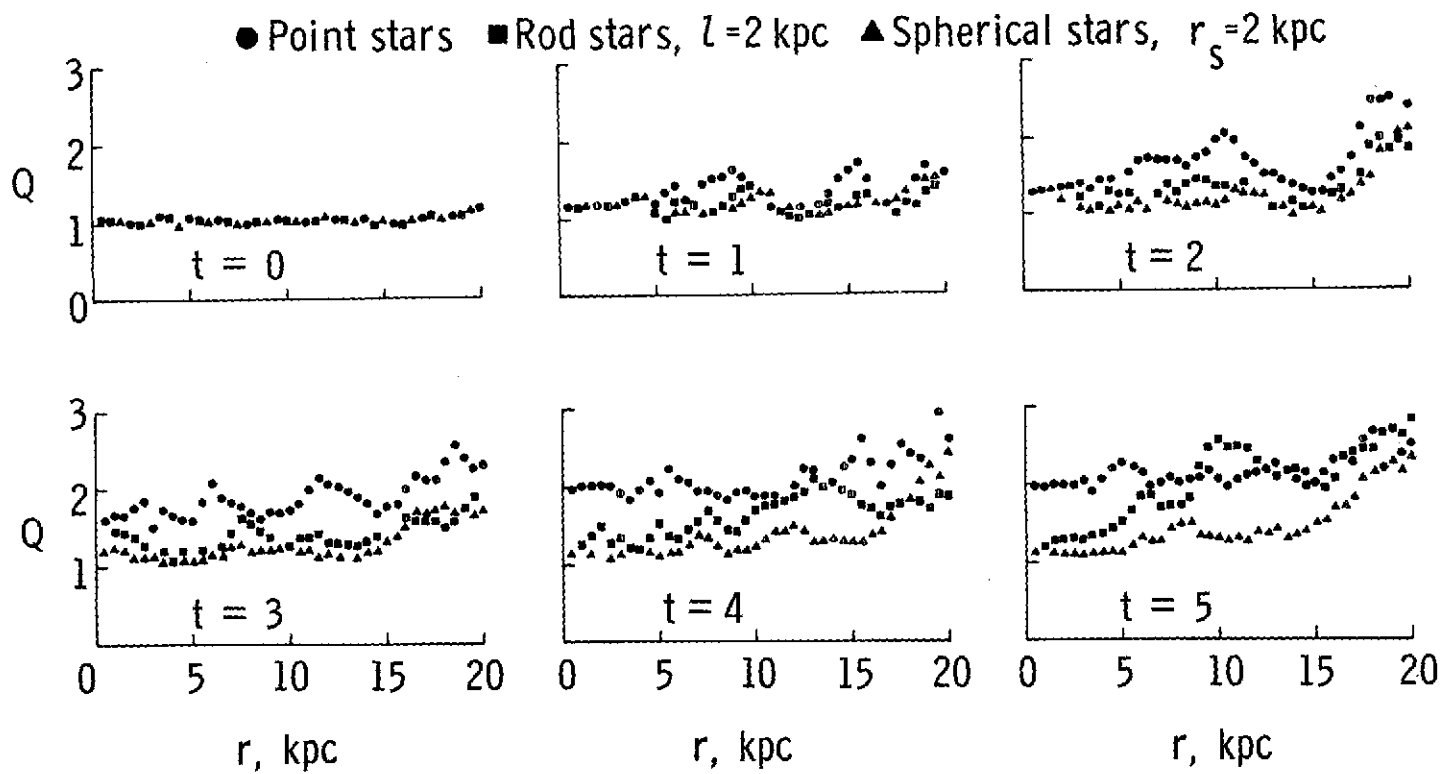 ● Point stars ■ Rod stars, l = 2 kpc ▲ Spherical stars, r_s = 2 kpc
3
2
Q
1
0
t = 0
t = 1
t = 2
3
2
Q
1
t = 3
t = 4
t = 5
0 5 10 15 20 0 5 10 15 20 0 5 10 15 20
r, kpc r, kpc r, kpc